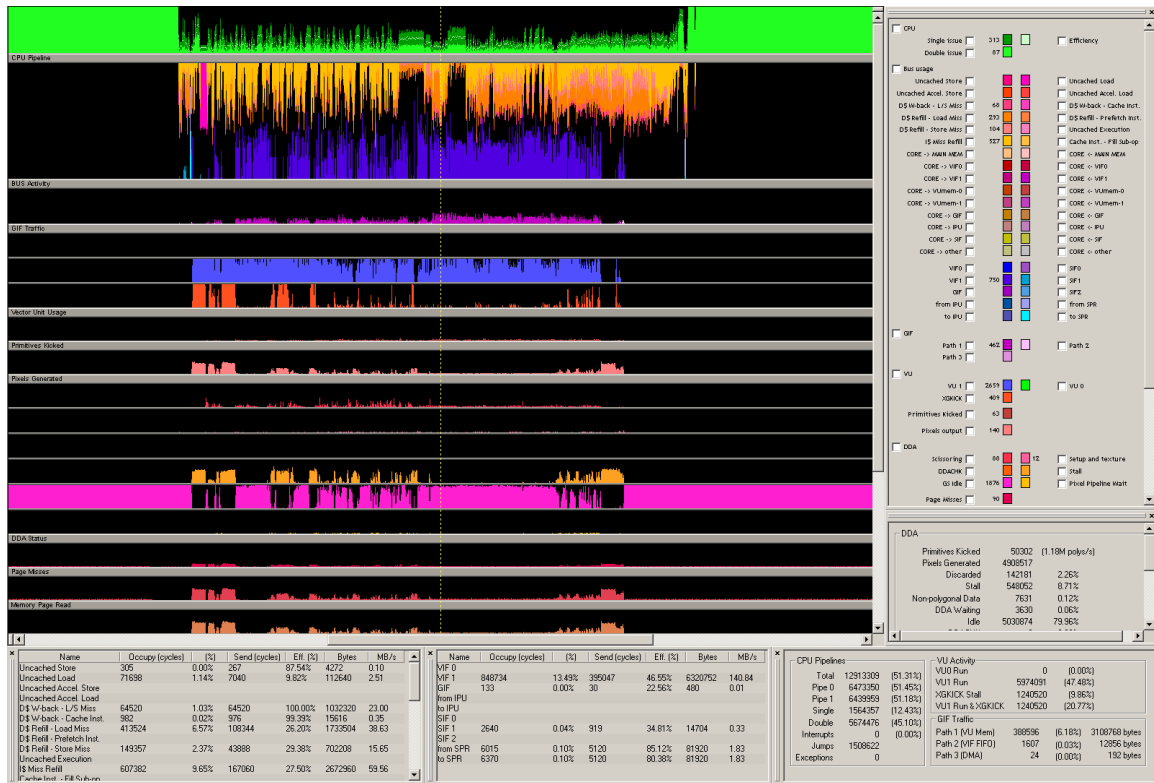 CPU Pipeline
BUS Activity
GIF Traffic
Vector Unit Usage
Primitives Kicked
Pixels Generated
DDA Status
Page Misses
Memory Page Read
CPU
Single issue 313 Efficiency
Double issue 87
Bus usage
Uncached Store Uncached Load
Uncached Accel. Store Uncached Accel. Load
D$ W-back - L/S Miss 68 D$ W-back - Cache Inst.
D$ Refill - Load Miss 293 D$ Refill - Prefetch Inst.
D$ Refill - Store Miss 104 Uncached Execution
I$ Miss Refill 527 Cache Inst. - Fill Sub-op
CORE -> MAIN MEM CORE <- MAIN MEM
CORE -> VIF0 CORE <- VIF0
CORE -> VIF1 CORE <- VIF1
CORE -> VUmem-0 CORE <- VUmem-0
CORE -> VUmem-1 CORE <- VUmem-1
CORE -> GIF CORE <- GIF
CORE -> IPU CORE <- IPU
CORE -> SIF CORE <- SIF
CORE -> other CORE <- other
VIF0 SIF0
VIF1 750 SIF1
GIF SIF2
from IPU from SPR
to IPU to SPR
GIF
Path 1 462 Path 2
Path 3
VU
VU 1 2659 VU 0
XGKICK 409
Primitives Kicked 63
Pixels output 140
DDA
Scissoring 88 12 Setup and texture
DDACHK Stall
GS Idle 1876 Pixel Pipeline Wait
Page Misses 90
DDA
Primitives Kicked 50302 (1.18M polys/s)
Pixels Generated 4908517
Discarded 142181 2.26%
Stall 548052 8.71%
Non-polygonal Data 7631 0.12%
DDA Waiting 3630 0.06%
Idle 5030874 79.96%
Name Occupy (cycles) (%) Send (cycles) Eff. (%) Bytes MB/s
Uncached Store 305 0.00% 267 87.54% 4272 0.10
Uncached Load 71698 1.14% 7040 9.82% 112640 2.51
Uncached Accel. Store
Uncached Accel. Load
D$ W-back - L/S Miss 64520 1.03% 64520 100.00% 1032320 23.00
D$ W-back - Cache Inst. 982 0.02% 976 99.39% 15616 0.35
D$ Refill - Load Miss 413524 6.57% 108344 26.20% 1733504 38.63
D$ Refill - Prefetch Inst.
D$ Refill - Store Miss 149357 2.37% 43888 29.38% 702208 15.65
Uncached Execution
I$ Miss Refill 607382 9.65% 167060 27.50% 2672960 59.56
Cache Inst. - Fill Sub-op
Name Occupy (cycles) (%) Send (cycles) Eff. (%) Bytes MB/s
VIF 0
VIF 1 848734 13.49% 395047 46.55% 6320752 140.84
GIF 133 0.00% 30 22.56% 480 0.01
from IPU
to IPU
SIF 0
SIF 1 2640 0.04% 919 34.81% 14704 0.33
SIF 2
from SPR 6015 0.10% 5120 85.12% 81920 1.83
to SPR 6370 0.10% 5120 80.38% 81920 1.83
CPU Pipelines
Total 12913309 (51.31%)
Pipe 0 6473350 (51.45%)
Pipe 1 6439959 (51.18%)
Single 1564357 (12.43%)
Double 5674476 (45.10%)
Interrupts 0 (0.00%)
Jumps 1508622
Exceptions 0
VU Activity
VU0 Run 0 (0.00%)
VU1 Run 5974091 (47.48%)
XGKICK Stall 1240520 (9.86%)
VU1 Run & XGKICK 1240520 (20.77%)
GIF Traffic
Path 1 (VU Mem) 388596 (6.18%) 3108768 bytes
Path 2 (VIF FIFO) 1607 (0.03%) 12856 bytes
Path 3 (DMA) 24 (0.00%) 192 bytes